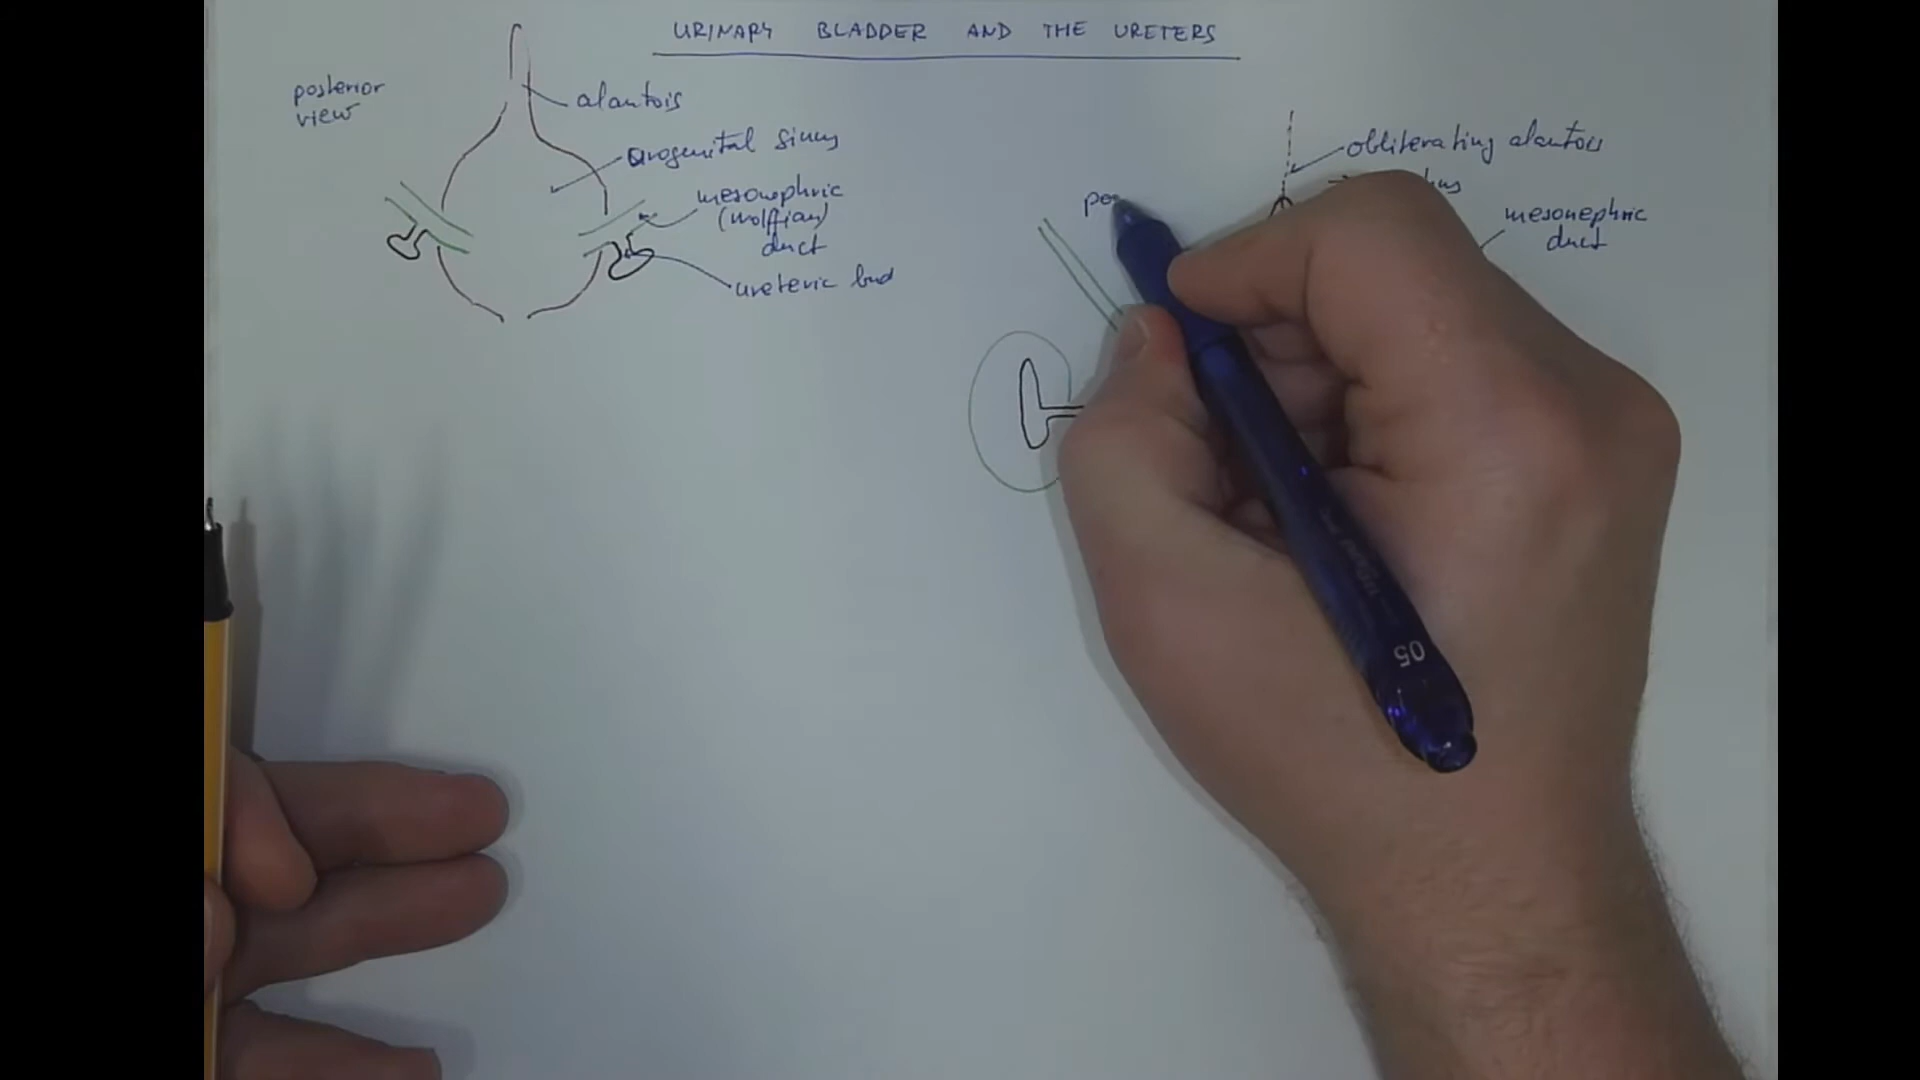 URINARY BLADDER AND THE URETERS
posterior
view
alantois
urogenital sinus
mesonephric
(Wolffian)
duct
ureteric bud
obliterating alantois
mesonephric
duct
05